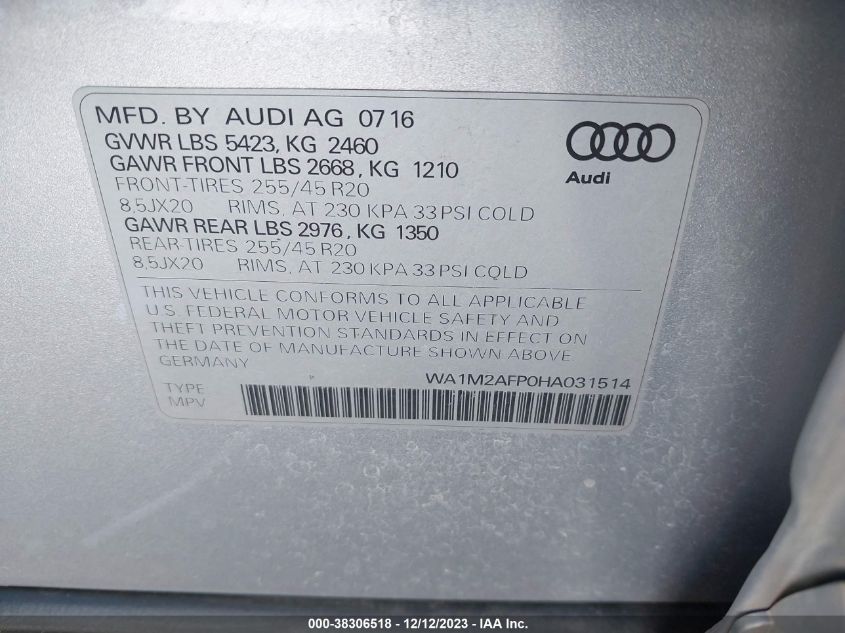 MFD. BY AUDI AG 07 16
GVWR LBS 5423, KG 2460
GAWR FRONT LBS 2668, KG 1210
FRONT-TIRES 255/45 R20
8,5JX20 RIMS, AT 230 KPA 33 PSI COLD
GAWR REAR LBS 2976, KG 1350
REAR-TIRES 255/45 R20
8,5JX20 RIMS, AT 230 KPA 33 PSI COLD
Audi
THIS VEHICLE CONFORMS TO ALL APPLICABLE
U.S. FEDERAL MOTOR VEHICLE SAFETY AND
THEFT PREVENTION STANDARDS IN EFFECT ON
THE DATE OF MANUFACTURE SHOWN ABOVE
GERMANY
WA1M2AFP0HA031514
TYPE
MPV
000-38306518 - 12/12/2023 - IAA Inc.